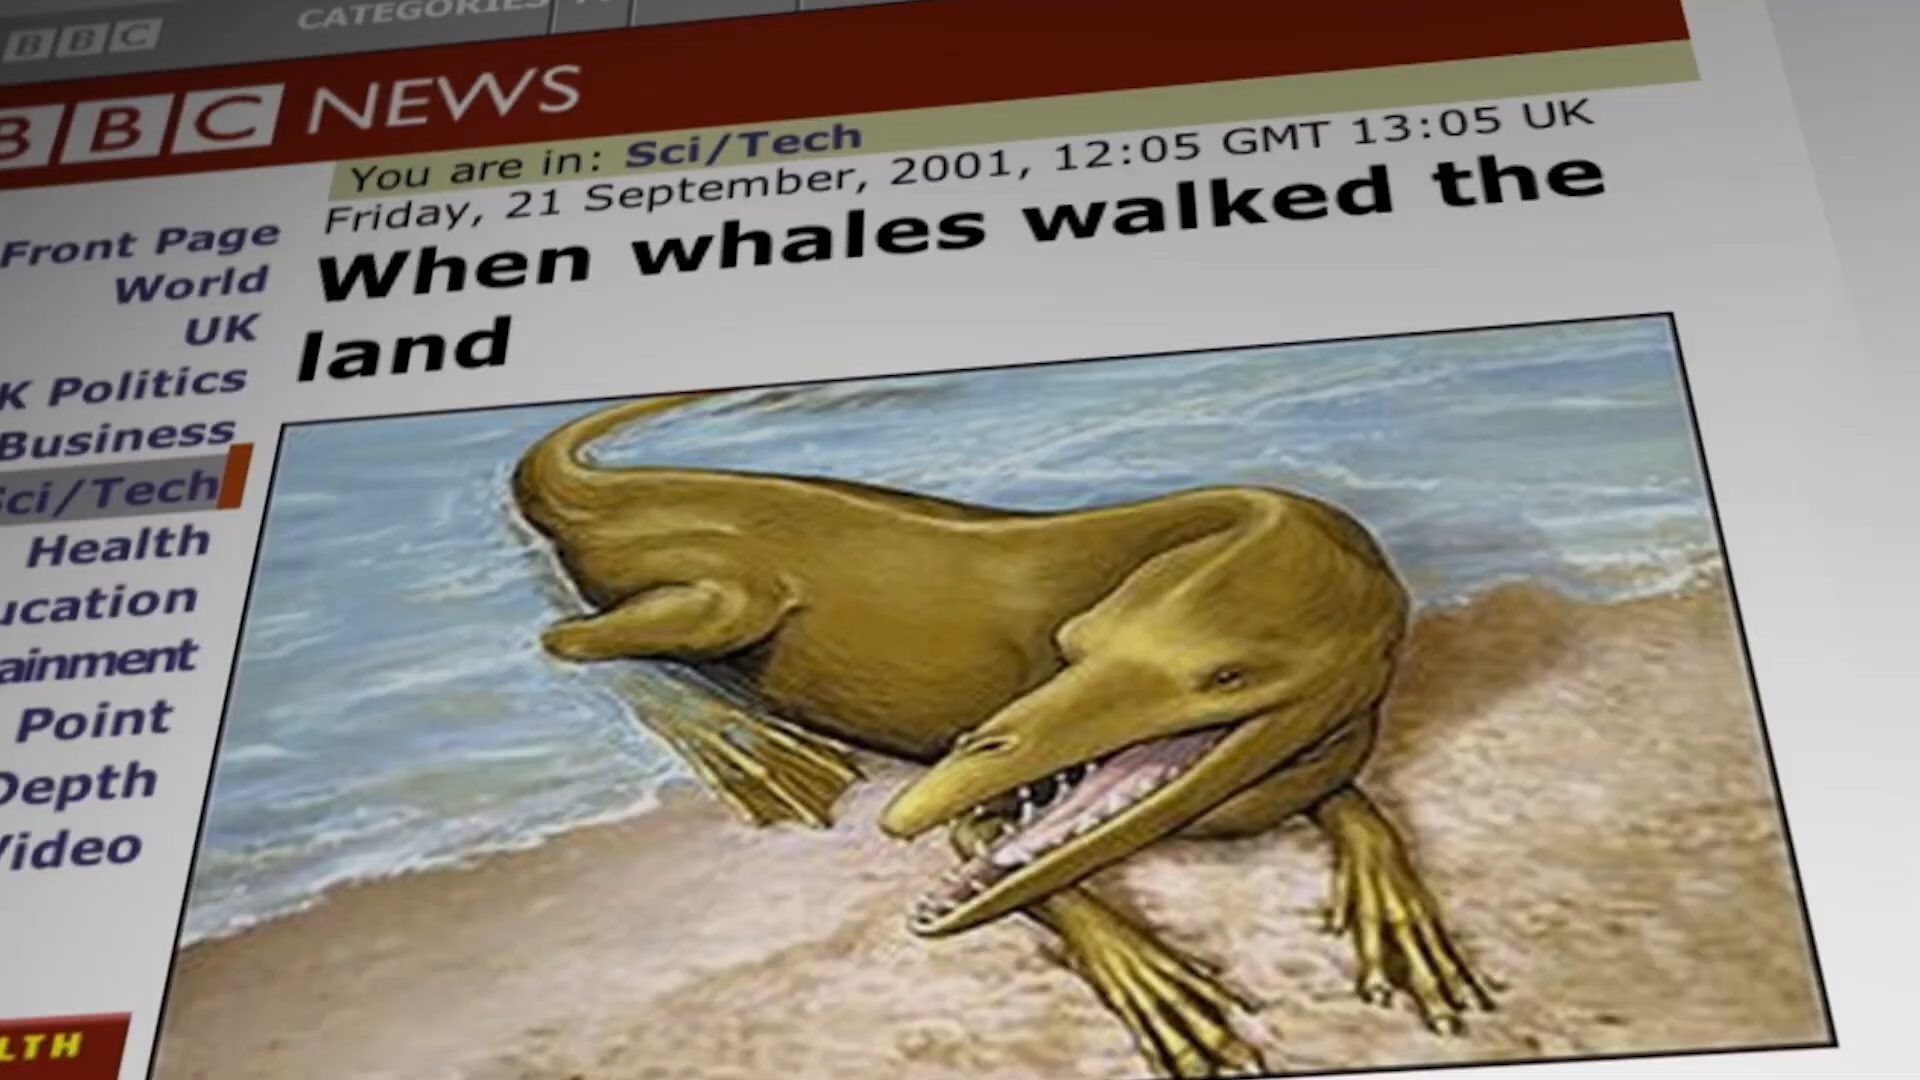 BBC
CATEGORIES
BBC NEWS
You are in: Sci/Tech
Friday, 21 September, 2001, 12:05 GMT 13:05 UK
When whales walked the
land
Front Page
World
UK
K Politics
Business
Sci/Tech
Health
ucation
ainment
Point
Depth
Video
LTH